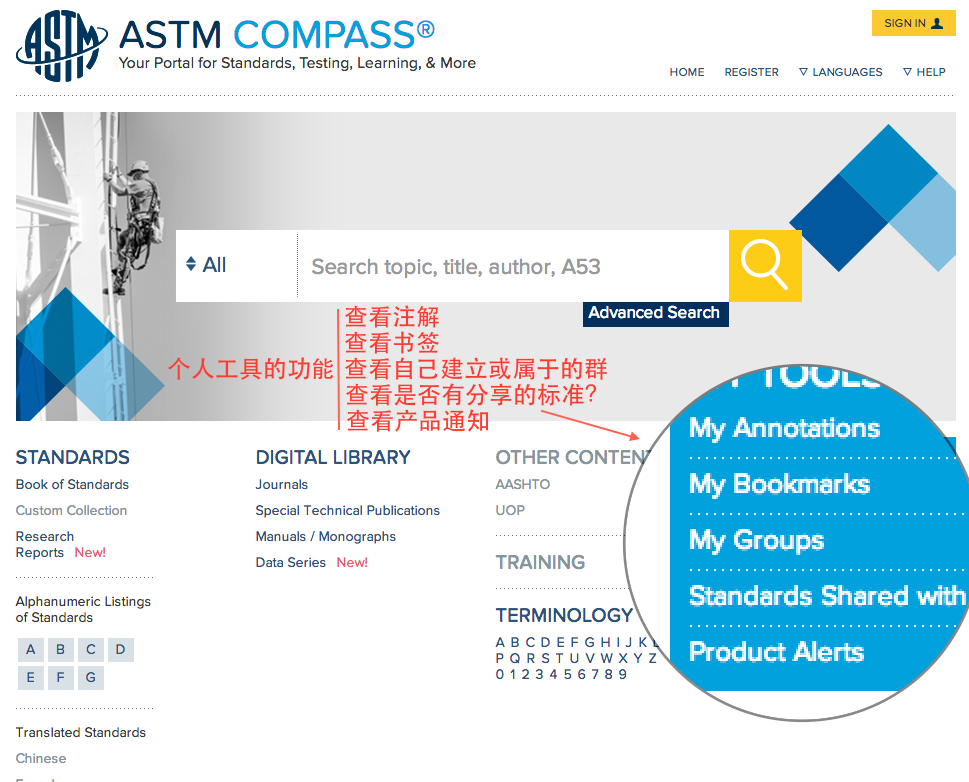 ASTM
ASTM COMPASS®
Your Portal for Standards, Testing, Learning, & More
SIGN IN
HOME REGISTER ▽ LANGUAGES ▽ HELP
All
Search topic, title, author, A53
Advanced Search
个人工具的功能
查看注解
查看书签
查看自己建立或属于的群
查看是否有分享的标准?
查看产品通知
STANDARDS
Book of Standards
Custom Collection
Research
Reports New!
Alphanumeric Listings
of Standards
A B C D
E F G
Translated Standards
Chinese
DIGITAL LIBRARY
Journals
Special Technical Publications
Manuals / Monographs
Data Series New!
OTHER CONTENT
AASHTO
UOP
TRAINING
TERMINOLOGY
A B C D E F G H I J K L
P Q R S T U V W X Y Z
0 1 2 3 4 5 6 7 8 9
TOOLS
My Annotations
My Bookmarks
My Groups
Standards Shared with
Product Alerts